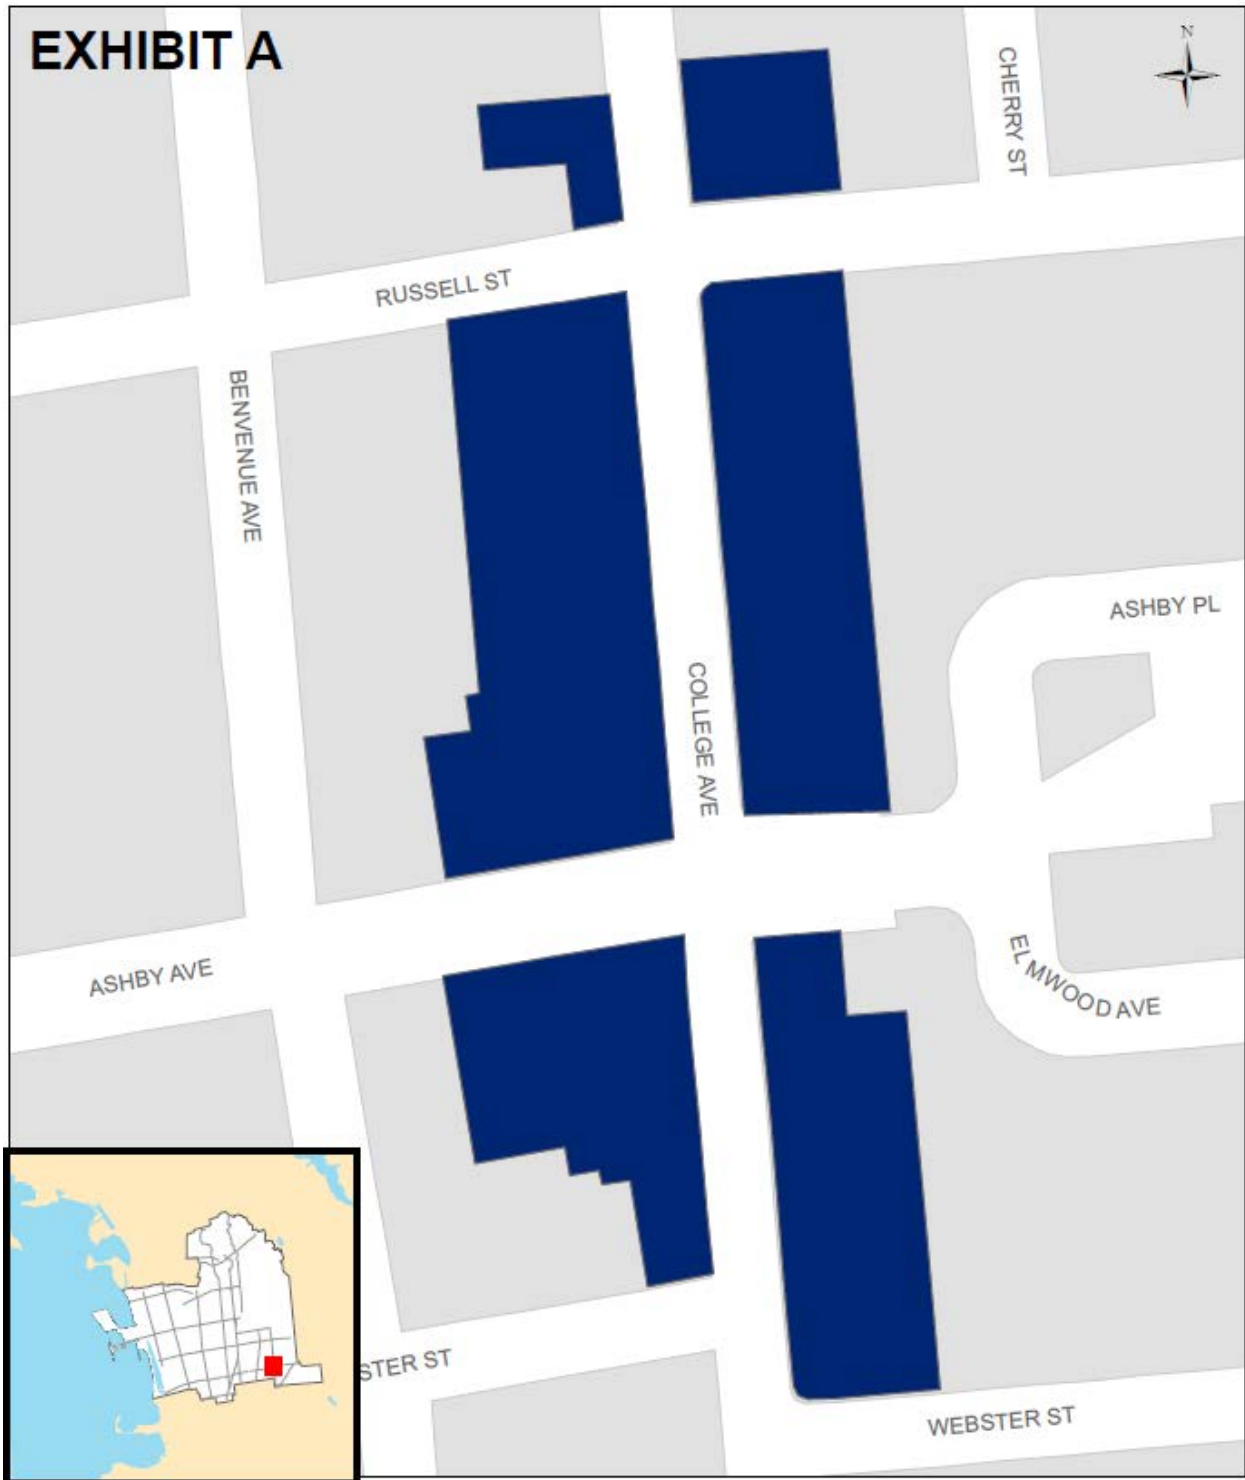 EXHIBIT A
N
CHERRY ST
RUSSELL ST
BENVENUE AVE
ASHBY PL
COLLEGE AVE
ASHBY AVE
ELMWOOD AVE
STER ST
WEBSTER ST